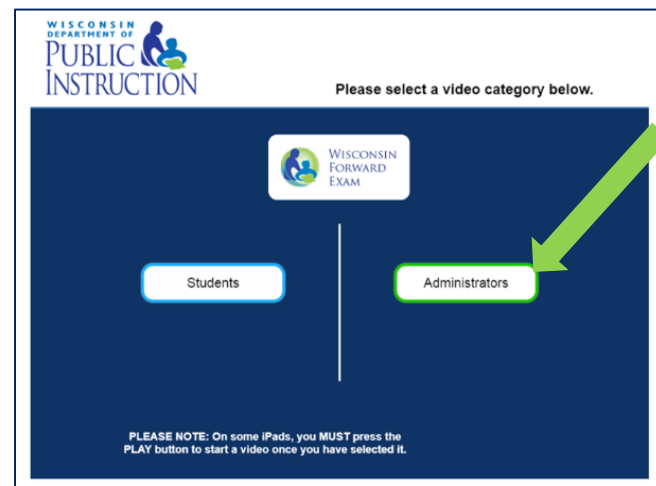 WISCONSIN
DEPARTMENT OF
PUBLIC
INSTRUCTION
Please select a video category below.
WISCONSIN
FORWARD
EXAM
Students
Administrators
PLEASE NOTE: On some iPads, you MUST press the
PLAY button to start a video once you have selected it.